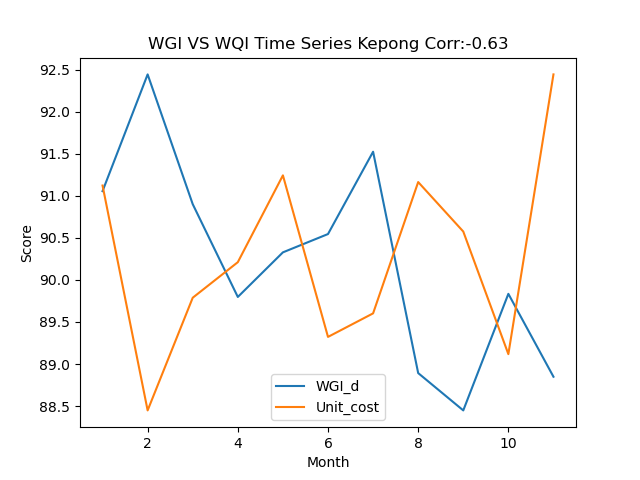 WGI VS WQI Time Series Kepong Corr:-0.63
92.5
92.0
91.5
91.0
90.5
90.0
89.5
89.0
88.5
Score
WGI_d
Unit_cost
2 4 6 8 10
Month